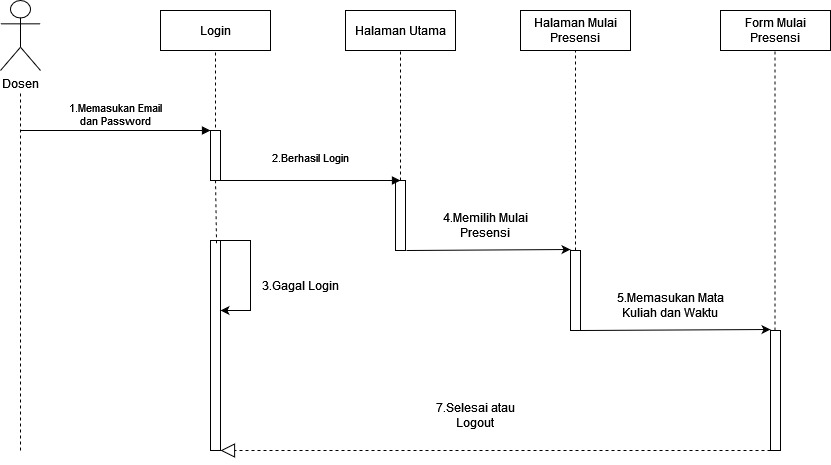 Login
Halaman Utama
Halaman Mulai
Presensi
Form Mulai
Presensi
Dosen
1.Memasukan Email
dan Password
2.Berhasil Login
4.Memilih Mulai
Presensi
3.Gagal Login
5.Memasukan Mata
Kuliah dan Waktu
7.Selesai atau
Logout